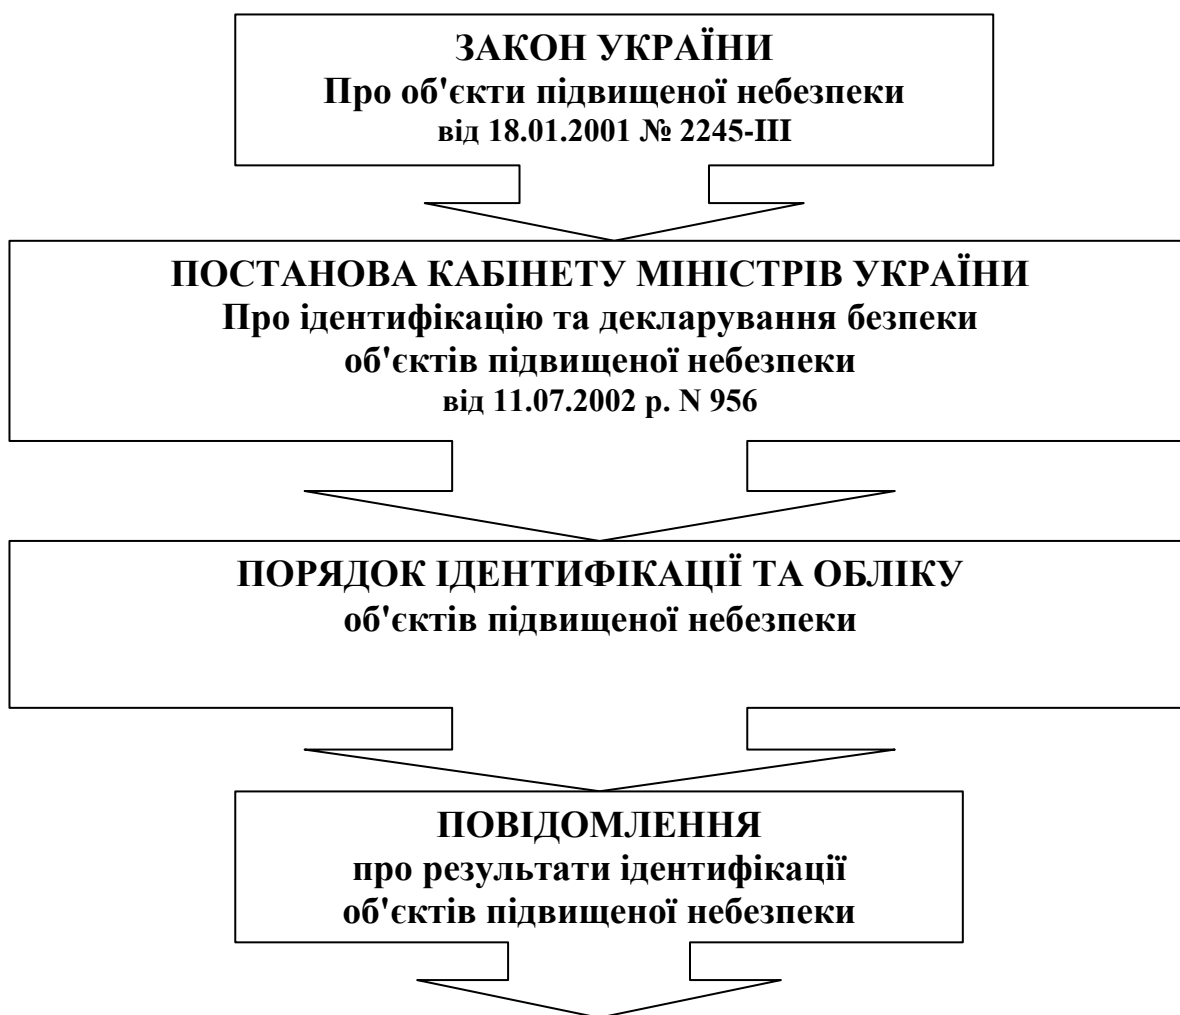 ЗАКОН УКРАЇНИ
Про об'єкти підвищеної небезпеки
від 18.01.2001 № 2245-III
ПОСТАНОВА КАБІНЕТУ МІНІСТРІВ УКРАЇНИ
Про ідентифікацію та декларування безпеки
об'єктів підвищеної небезпеки
від 11.07.2002 р. N 956
ПОРЯДОК ІДЕНТИФІКАЦІЇ ТА ОБЛІКУ
об'єктів підвищеної небезпеки
ПОВІДОМЛЕННЯ
про результати ідентифікації
об'єктів підвищеної небезпеки